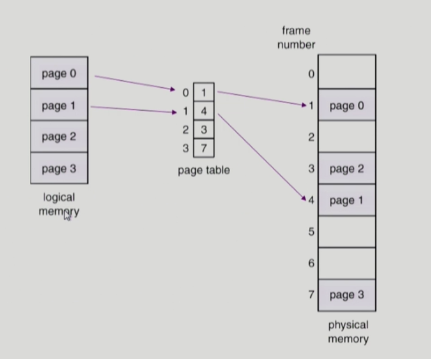 page 0
page 1
page 2
page 3
logical
memory
0 1
1 4
2 3
3 7
page table
frame
number
0
1 page 0
2
3 page 2
4 page 1
5
6
7 page 3
physical
memory